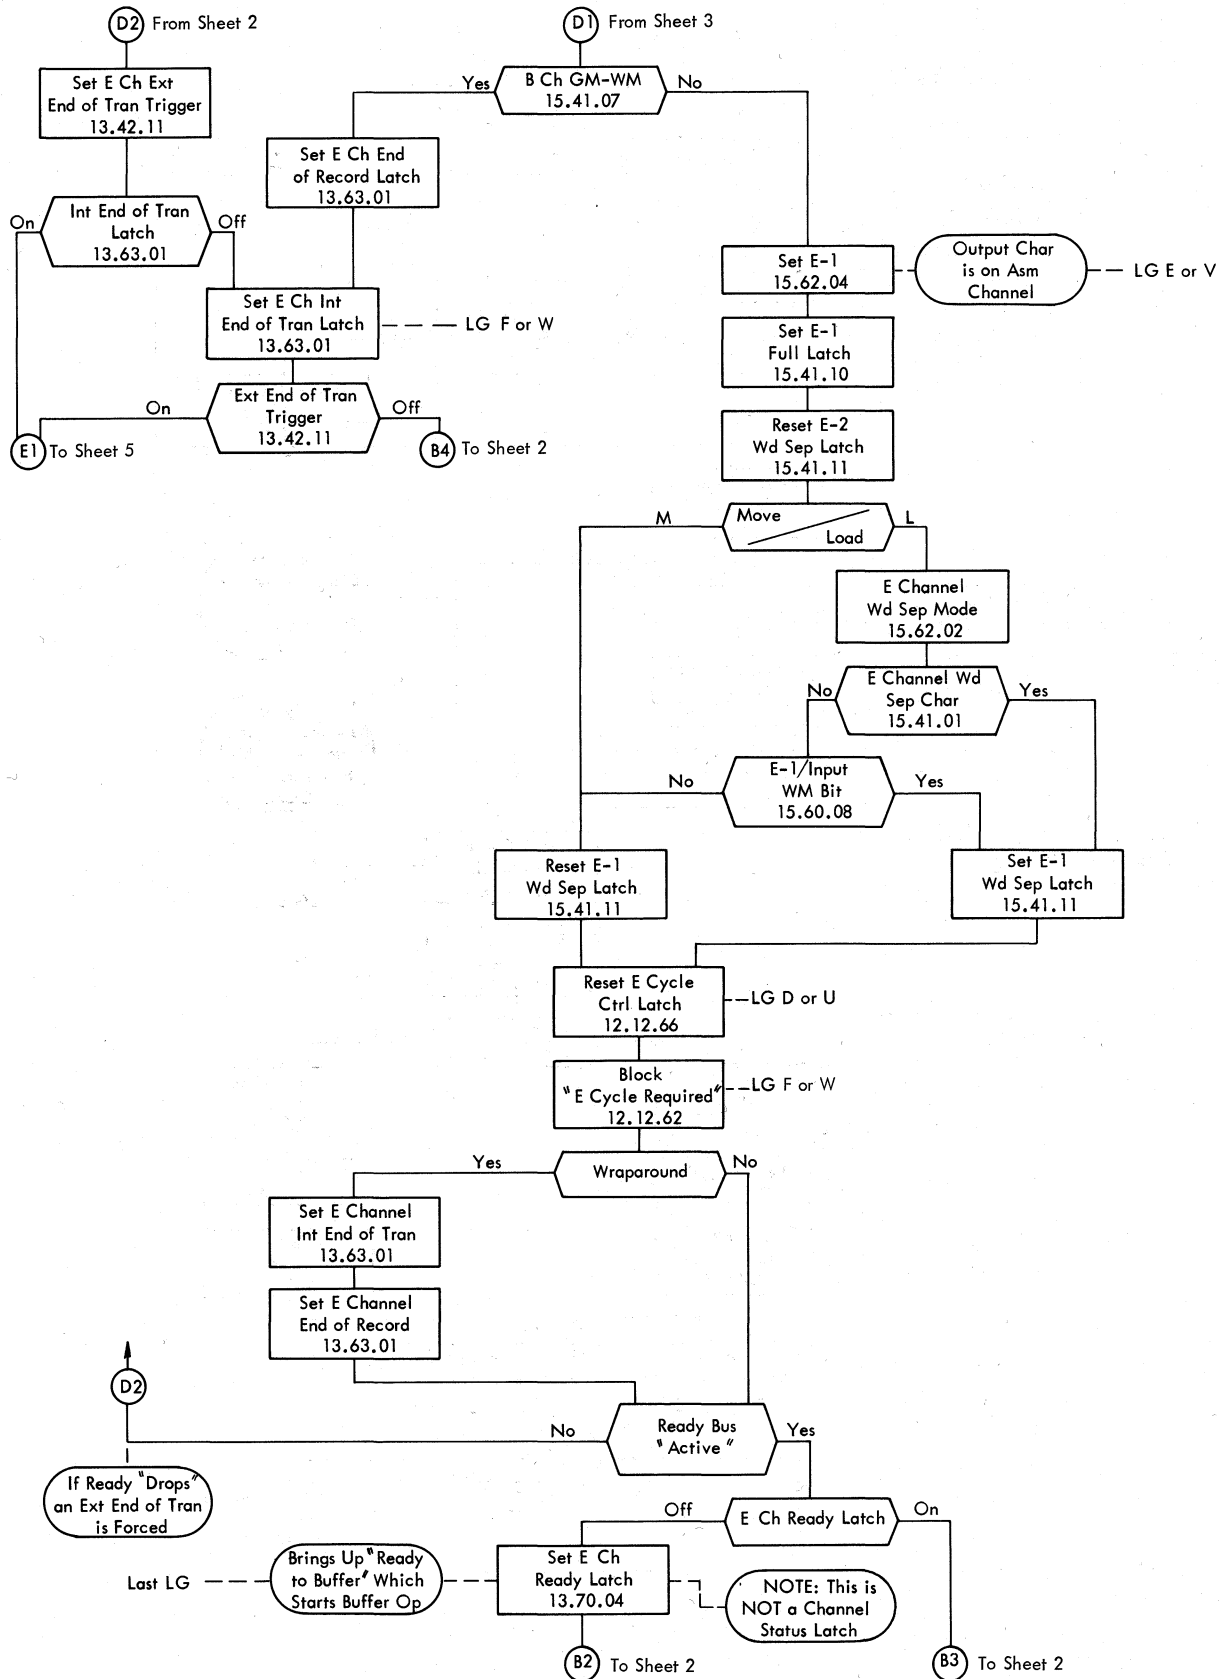 D2 From Sheet 2
D1 From Sheet 3
Set E Ch Ext
End of Tran Trigger
13.42.11
Yes
B Ch GM-WM
15.41.07
No
Set E Ch End
of Record Latch
13.63.01
On
Int End of Tran
Latch
13.63.01
Off
Set E-1
15.62.04
Output Char
is on Asm
Channel
LG E or V
Set E Ch Int
End of Tran Latch
13.63.01
LG F or W
Set E-1
Full Latch
15.41.10
On
Ext End of Tran
Trigger
13.42.11
Off
E1 To Sheet 5
B4 To Sheet 2
Reset E-2
Wd Sep Latch
15.41.11
M
Move
Load
L
E Channel
Wd Sep Mode
15.62.02
No
E Channel Wd
Sep Char
15.41.01
Yes
No
E-1/Input
WM Bit
15.60.08
Yes
Reset E-1
Wd Sep Latch
15.41.11
Set E-1
Wd Sep Latch
15.41.11
Reset E Cycle
Ctrl Latch
12.12.66
LG D or U
Block
"E Cycle Required"
12.12.62
LG F or W
Yes
Wraparound
No
Set E Channel
Int End of Tran
13.63.01
Set E Channel
End of Record
13.63.01
D2
No
Ready Bus
"Active"
Yes
If Ready "Drops"
an Ext End of Tran
is Forced
Off
E Ch Ready Latch
On
Last LG
Brings Up "Ready
to Buffer" Which
Starts Buffer Op
Set E Ch
Ready Latch
13.70.04
NOTE: This is
NOT a Channel
Status Latch
B2 To Sheet 2
B3 To Sheet 2